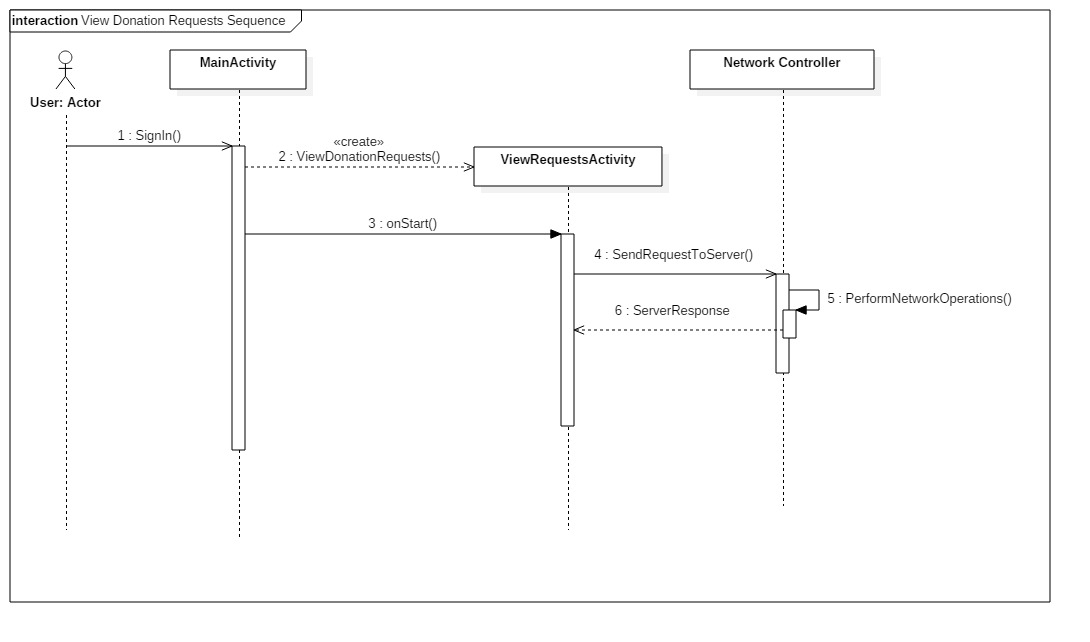 interaction View Donation Requests Sequence
MainActivity
Network Controller
User: Actor
1 : SignIn()
«create»
2 : ViewDonationRequests()
ViewRequestsActivity
3 : onStart()
4 : SendRequestToServer()
5 : PerformNetworkOperations()
6 : ServerResponse